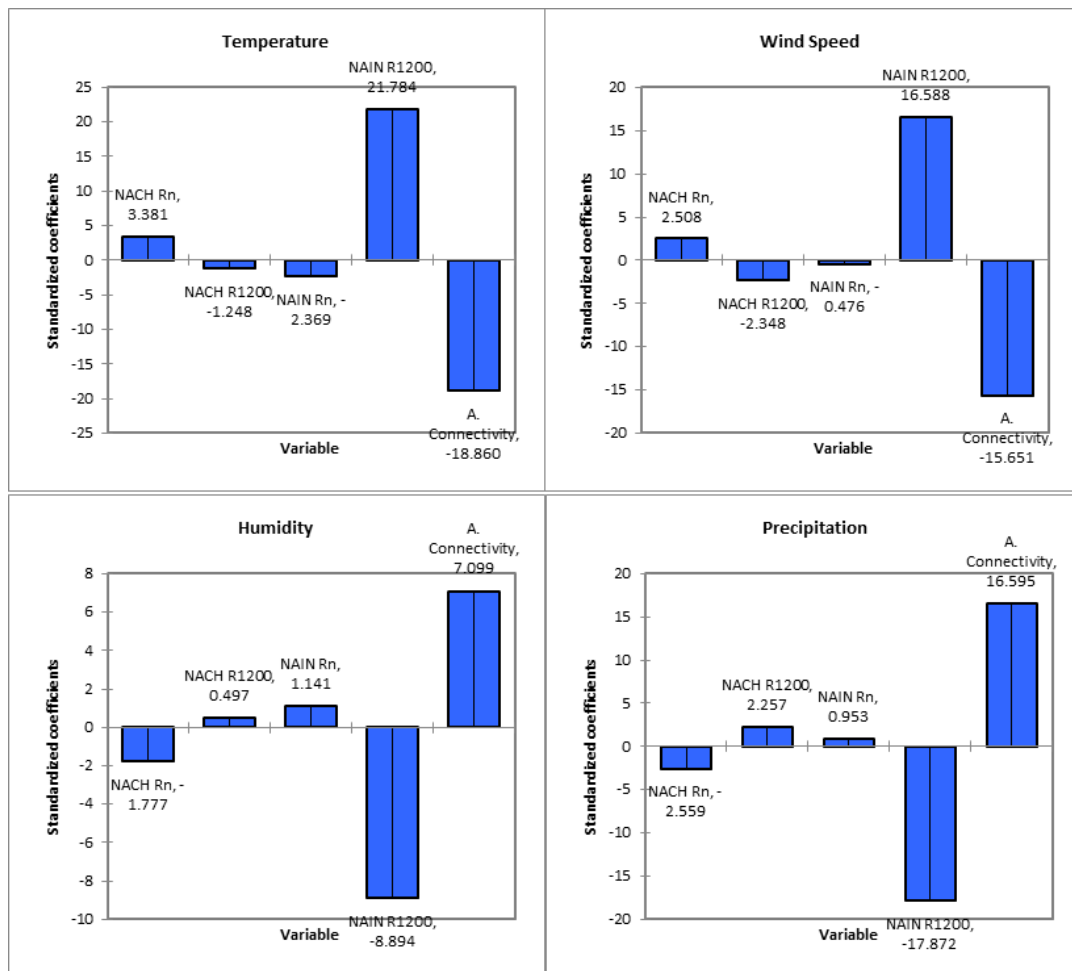 Temperature
NAIN R1200,
21.784
25
20
15
10
5
0
-5
-10
-15
-20
-25
Standardized coefficients
NACH Rn,
3.381
NACH R1200,
-1.248
NAIN Rn, -
2.369
A.
Connectivity,
-18.860
Variable
Wind Speed
NAIN R1200,
16.588
20
15
10
5
0
-5
-10
-15
-20
Standardized coefficients
NACH Rn,
2.508
NACH R1200,
-2.348
NAIN Rn, -
0.476
A.
Connectivity,
-15.651
Variable
Humidity
A.
Connectivity,
7.099
8
6
4
2
0
-2
-4
-6
-8
-10
Standardized coefficients
NACH R1200,
0.497
NAIN Rn,
1.141
NACH Rn, -
1.777
NAIN R1200,
-8.894
Variable
Precipitation
A.
Connectivity,
16.595
20
15
10
5
0
-5
-10
-15
-20
Standardized coefficients
NACH R1200,
2.257
NAIN Rn,
0.953
NACH Rn, -
2.559
NAIN R1200,
-17.872
Variable